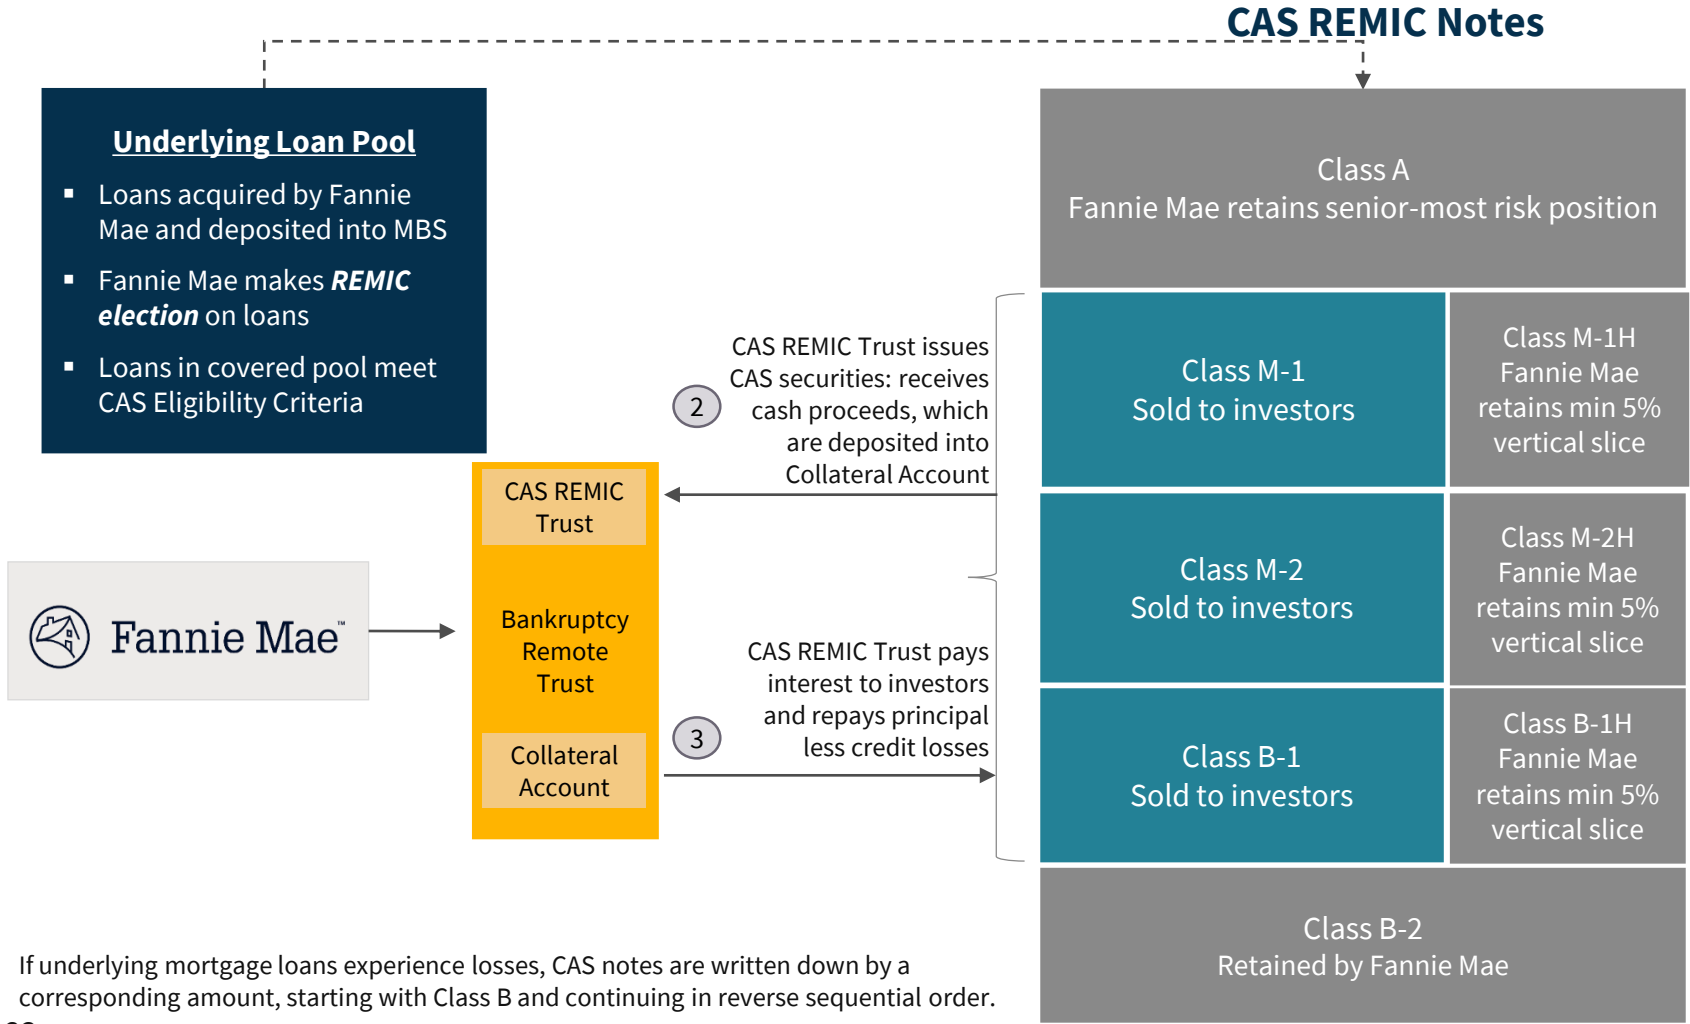 CAS REMIC Notes
Underlying Loan Pool
▪ Loans acquired by Fannie
Mae and deposited into MBS
▪ Fannie Mae makes REMIC
election on loans
▪ Loans in covered pool meet
CAS Eligibility Criteria
Class A
Fannie Mae retains senior-most risk position
CAS REMIC Trust issues
CAS securities: receives
cash proceeds, which
are deposited into
Collateral Account
2
Class M-1
Sold to investors
Class M-1H
Fannie Mae
retains min 5%
vertical slice
CAS REMIC
Trust
Bankruptcy
Remote
Trust
Collateral
Account
Fannie Mae™
Class M-2
Sold to investors
Class M-2H
Fannie Mae
retains min 5%
vertical slice
CAS REMIC Trust pays
interest to investors
and repays principal
less credit losses
3
Class B-1
Sold to investors
Class B-1H
Fannie Mae
retains min 5%
vertical slice
Class B-2
Retained by Fannie Mae
If underlying mortgage loans experience losses, CAS notes are written down by a
corresponding amount, starting with Class B and continuing in reverse sequential order.